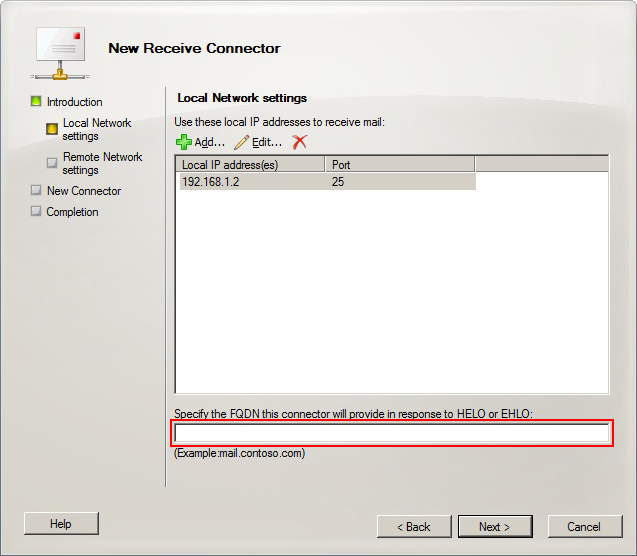 New Receive Connector
Introduction
Local Network
settings
Remote Network
settings
New Connector
Completion
Local Network settings
Use these local IP addresses to receive mail:
Add... Edit...
Local IP address(es) Port
192.168.1.2 25
Specify the FQDN this connector will provide in response to HELO or EHLO:
(Example:mail.contoso.com)
Help < Back Next > Cancel